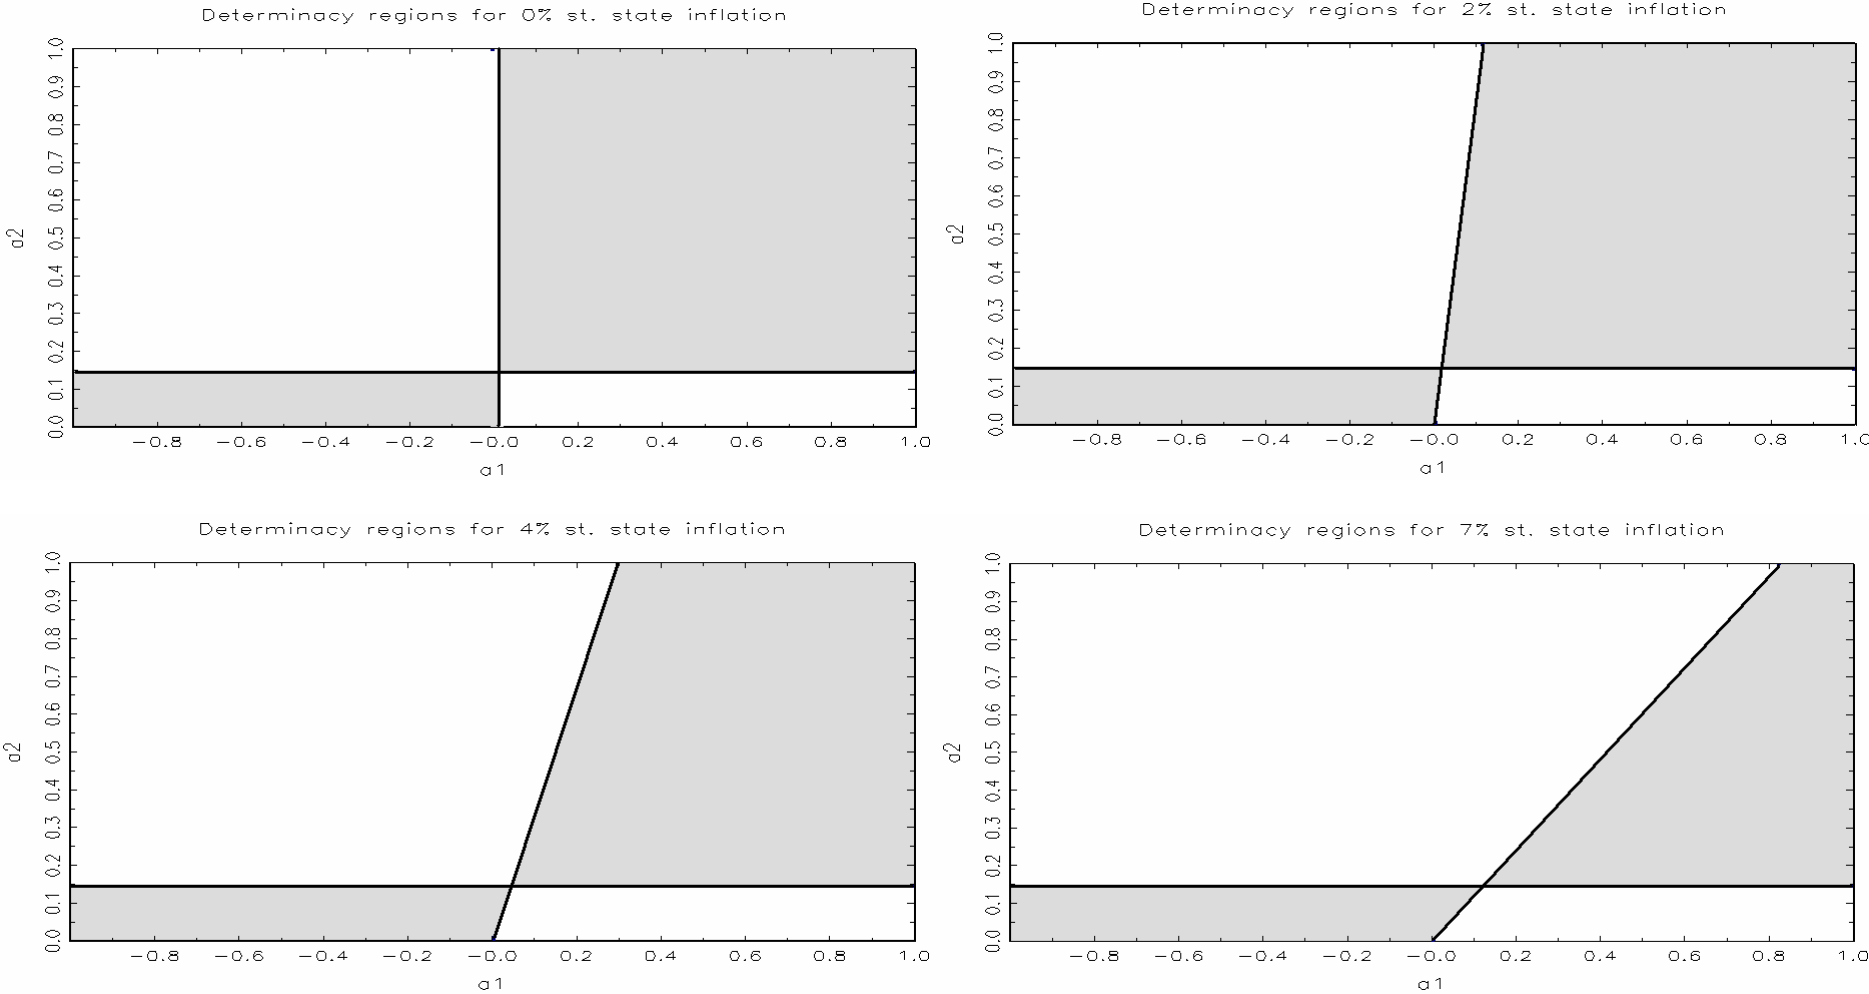 Determinacy regions for 0% st. state inflation
a2
0.0 0.1 0.2 0.3 0.4 0.5 0.6 0.7 0.8 0.9 1.0
−0.8 −0.6 −0.4 −0.2 −0.0 0.2 0.4 0.6 0.8 1.0
a1
Determinacy regions for 2% st. state inflation
a2
0.0 0.1 0.2 0.3 0.4 0.5 0.6 0.7 0.8 0.9 1.0
−0.8 −0.6 −0.4 −0.2 −0.0 0.2 0.4 0.6 0.8 1.0
a1
Determinacy regions for 4% st. state inflation
a2
0.0 0.1 0.2 0.3 0.4 0.5 0.6 0.7 0.8 0.9 1.0
−0.8 −0.6 −0.4 −0.2 −0.0 0.2 0.4 0.6 0.8 1.0
a1
Determinacy regions for 7% st. state inflation
a2
0.0 0.1 0.2 0.3 0.4 0.5 0.6 0.7 0.8 0.9 1.0
−0.8 −0.6 −0.4 −0.2 −0.0 0.2 0.4 0.6 0.8 1.0
a1